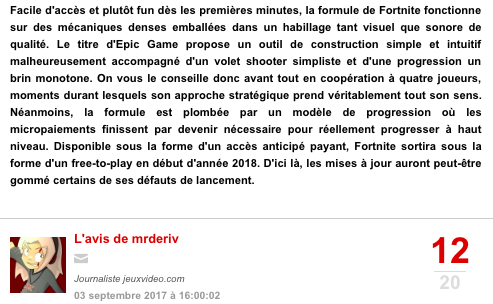 Facile d'accès et plutôt fun dès les premières minutes, la formule de Fortnite fonctionne
sur des mécaniques denses emballées dans un habillage tant visuel que sonore de
qualité. Le titre d'Epic Game propose un outil de construction simple et intuitif
malheureusement accompagné d'un volet shooter simpliste et d'une progression un
brin monotone. On vous le conseille donc avant tout en coopération à quatre joueurs,
moments durant lesquels son approche stratégique prend véritablement tout son sens.
Néanmoins, la formule est plombée par un modèle de progression où les
micropaiements finissent par devenir nécessaire pour réellement progresser à haut
niveau. Disponible sous la forme d'un accès anticipé payant, Fortnite sortira sous la
forme d'un free-to-play en début d'année 2018. D'ici là, les mises à jour auront peut-être
gommé certains de ses défauts de lancement.
L'avis de mrderiv
Journaliste jeuxvideo.com
03 septembre 2017 à 16:00:02
12
20